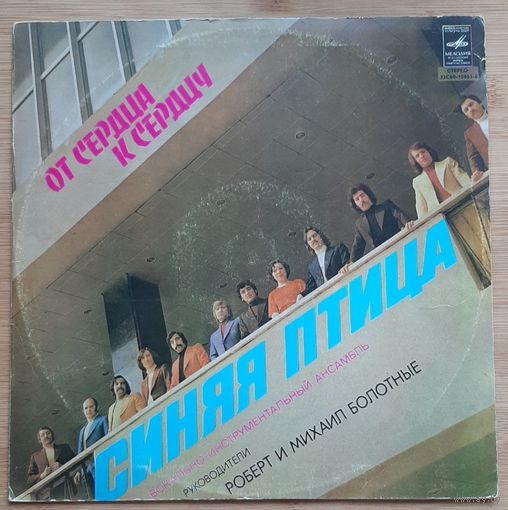 ОТ СЕРДЦА
К СЕРДЦУ
МЕЛОДИЯ
СТЕРЕО
СИНЯЯ ПТИЦА
ВОКАЛЬНО-ИНСТРУМЕНТАЛЬНЫЙ АНСАМБЛЬ
РУКОВОДИТЕЛИ
РОБЕРТ И МИХАИЛ БОЛОТНЫЕ